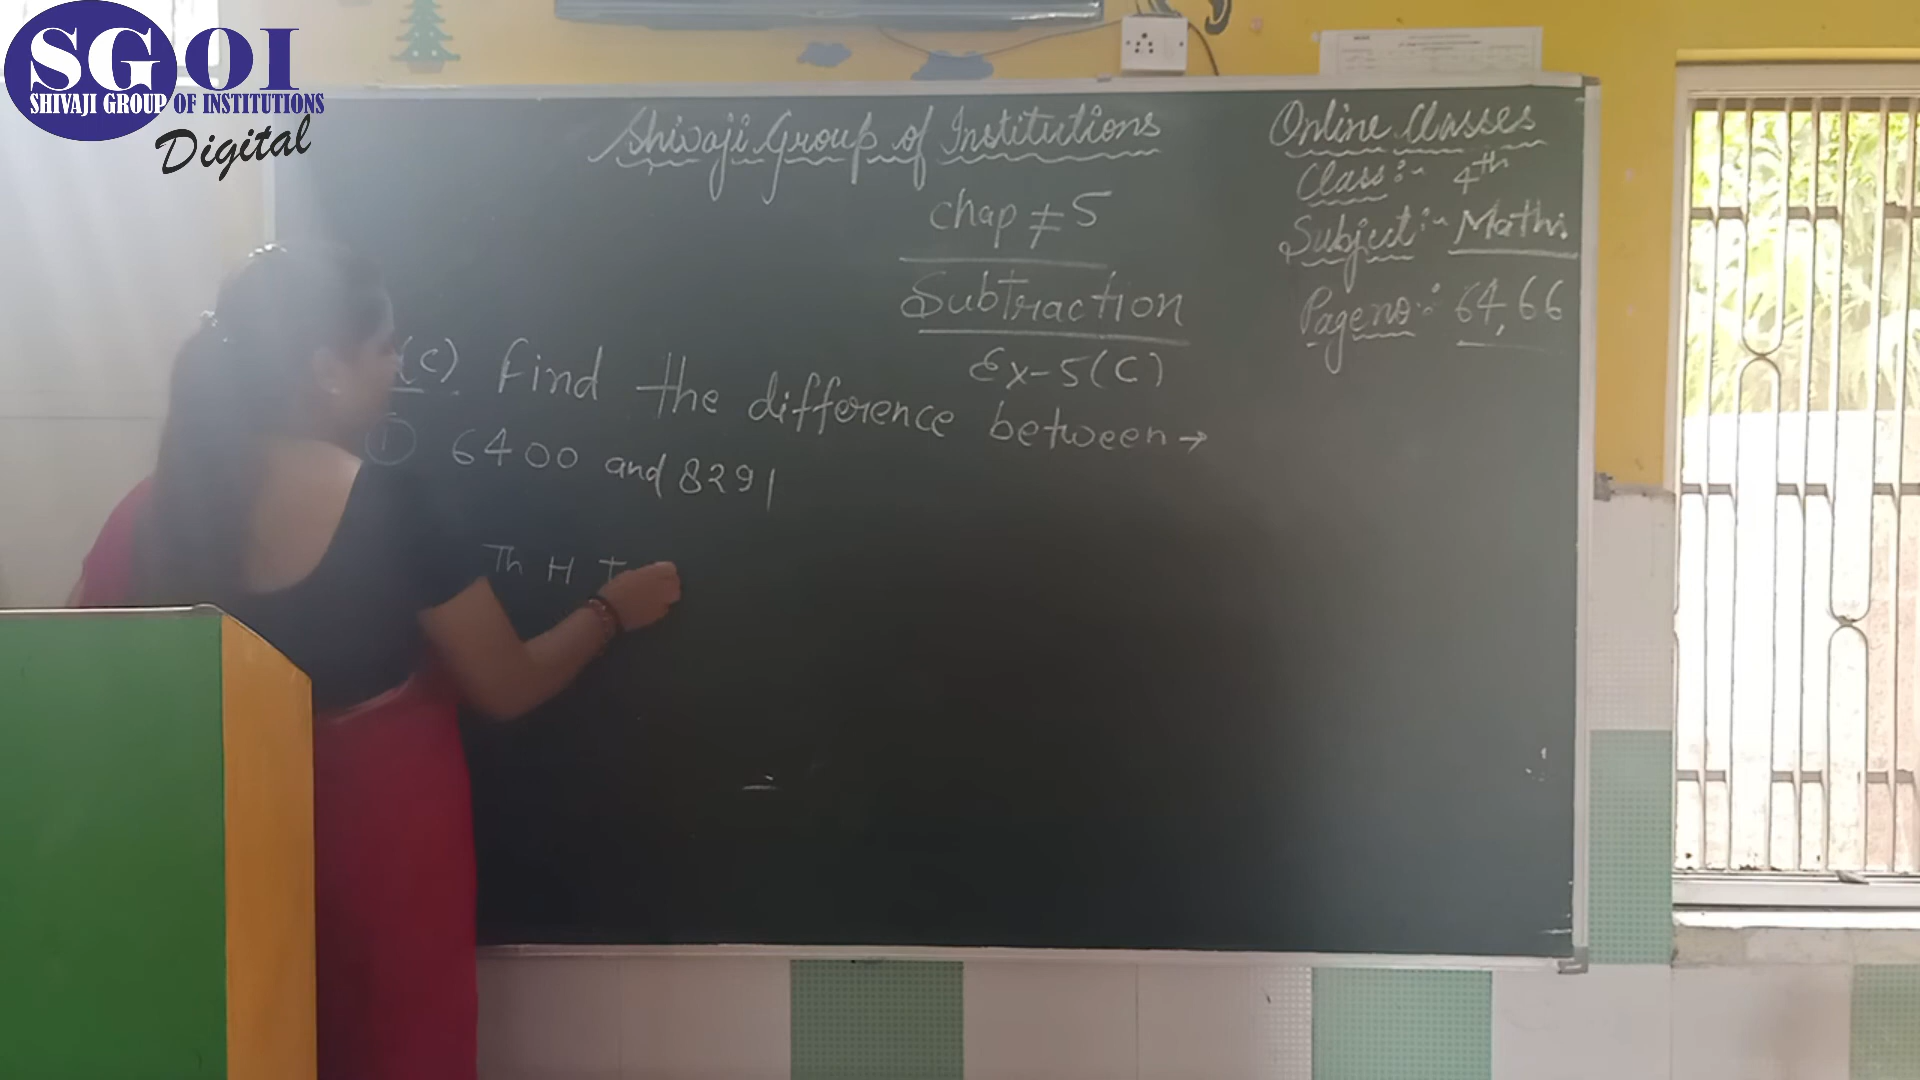 SGOI
SHIVAJI GROUP OF INSTITUTIONS
Digital
Shivaji Group of Institutions
Chap ≠ 5
Subtraction
Ex-5(C)
Online Classes
Class:- 4th
Subject:- Maths
Page no:- 64, 66
(C) Find the difference between →
① 6400 and 8291
Th H T